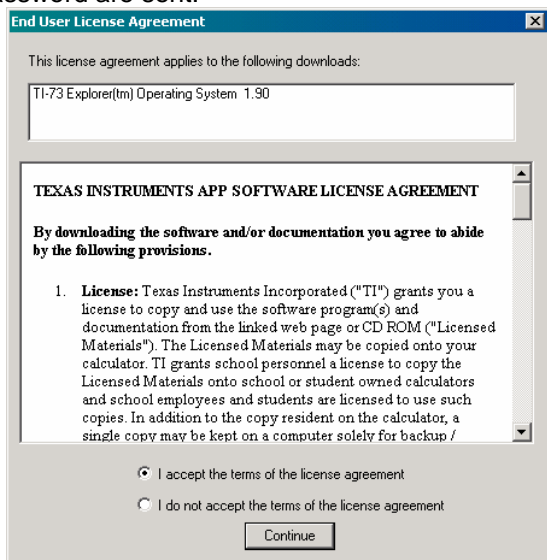 password are sent.
End User License Agreement
This license agreement applies to the following downloads:
TI-73 Explorer(tm) Operating System 1.90
TEXAS INSTRUMENTS APP SOFTWARE LICENSE AGREEMENT
By downloading the software and/or documentation you agree to abide
by the following provisions.
1. License: Texas Instruments Incorporated ("TI") grants you a
license to copy and use the software program(s) and
documentation from the linked web page or CD ROM ("Licensed
Materials"). The Licensed Materials may be copied onto your
calculator. TI grants school personnel a license to copy the
Licensed Materials onto school or student owned calculators
and school employees and students are licensed to use such
copies. In addition to the copy resident on the calculator, a
single copy may be kept on a computer solely for backup /
I accept the terms of the license agreement
I do not accept the terms of the license agreement
Continue